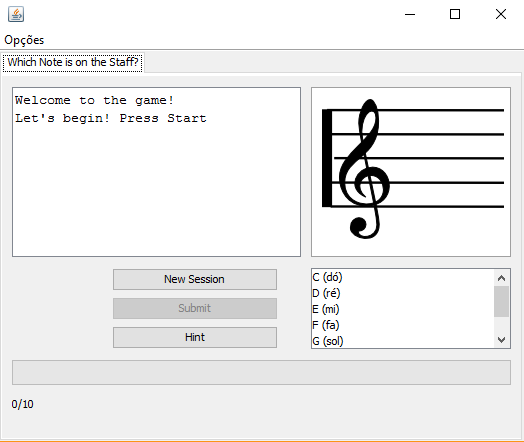 Opções
Which Note is on the Staff?
Welcome to the game!
Let's begin! Press Start
New Session
Submit
Hint
C (dó)
D (ré)
E (mi)
F (fa)
G (sol)
0/10